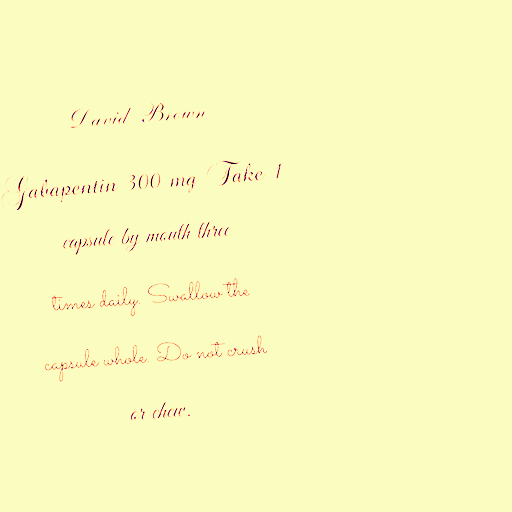 David Brown
Gabapentin 300 mg Take 1
capsule by mouth three
times daily. Swallow the
capsule whole. Do not crush
or chew.